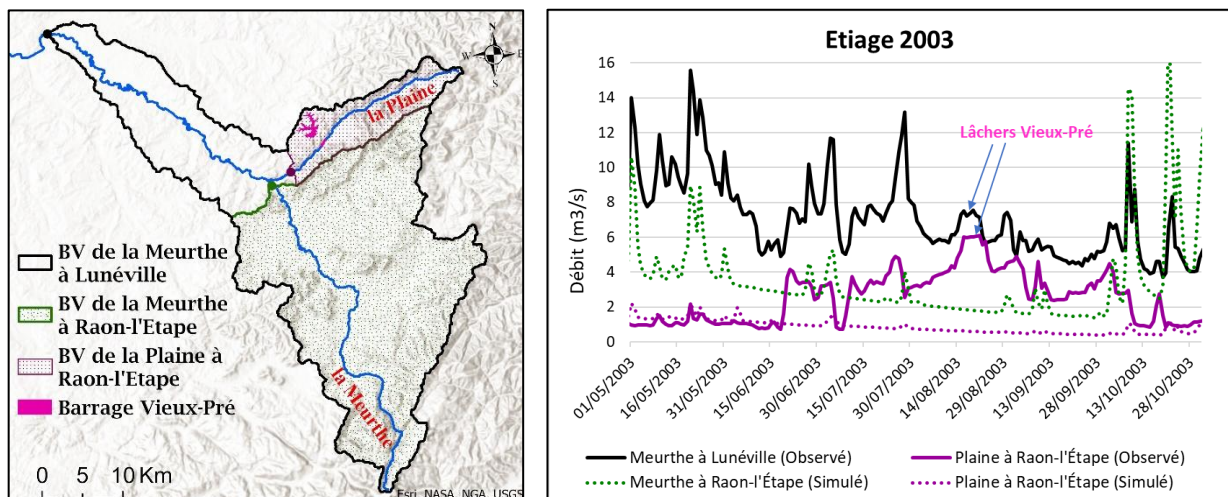 N
W
E
S
la Plaine
la Meurthe
BV de la Meurthe
à Lunéville
BV de la Meurthe
à Raon-l'Etape
BV de la Plaine à
Raon-l'Etape
Barrage Vieux-Pré
0 5 10 Km
Esri, NASA, NGA, USGS
Etiage 2003
Débit (m3/s)
16
14
12
10
8
6
4
2
0
Lâchers Vieux-Pré
01/05/2003
16/05/2003
31/05/2003
15/06/2003
30/06/2003
15/07/2003
30/07/2003
14/08/2003
29/08/2003
13/09/2003
28/09/2003
13/10/2003
28/10/2003
Meurthe à Lunéville (Observé)
Plaine à Raon-l'Étape (Observé)
Meurthe à Raon-l'Étape (Simulé)
Plaine à Raon-l'Étape (Simulé)